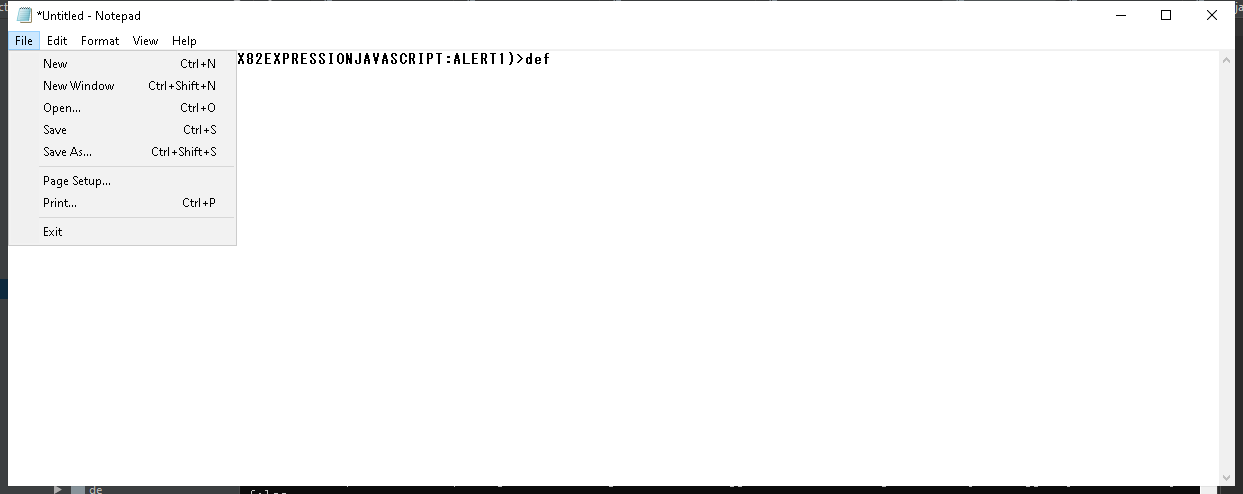 *Untitled - Notepad
File Edit Format View Help
X82EXPRESSIONJAVASCRIPT:ALERT1)>def
New Ctrl+N
New Window Ctrl+Shift+N
Open... Ctrl+O
Save Ctrl+S
Save As... Ctrl+Shift+S
Page Setup...
Print... Ctrl+P
Exit
de